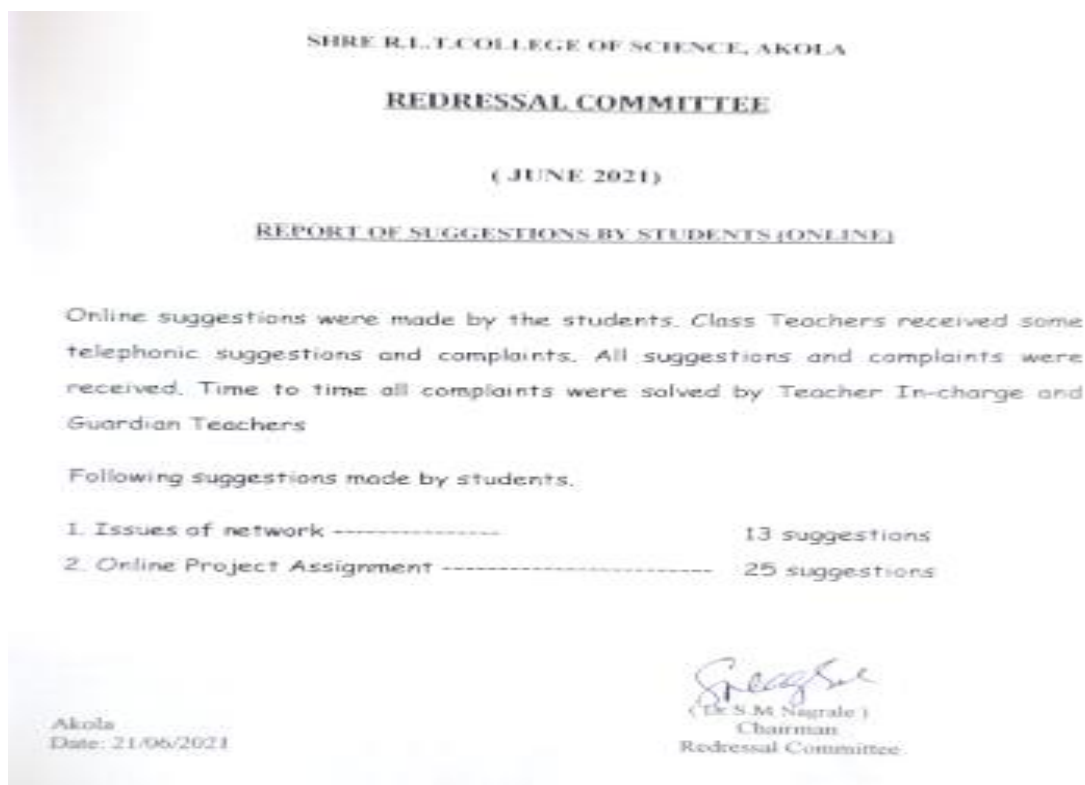 SHRI R.L.T.COLLEGE OF SCIENCE, AKOLA
REDRESSAL COMMITTEE
( JUNE 2021)
REPORT OF SUGGESTIONS BY STUDENTS (ONLINE)
Online suggestions were made by the students. Class Teachers received some
telephonic suggestions and complaints. All suggestions and complaints were
received. Time to time all complaints were solved by Teacher In-charge and
Guardian Teachers
Following suggestions made by students.
1. Issues of network ---------------- 13 suggestions
2. Online Project Assignment -------------------------- 25 suggestions
( Dr S.M Nagrale )
Akola Chairman
Date: 21/06/2021 Redressal Committee